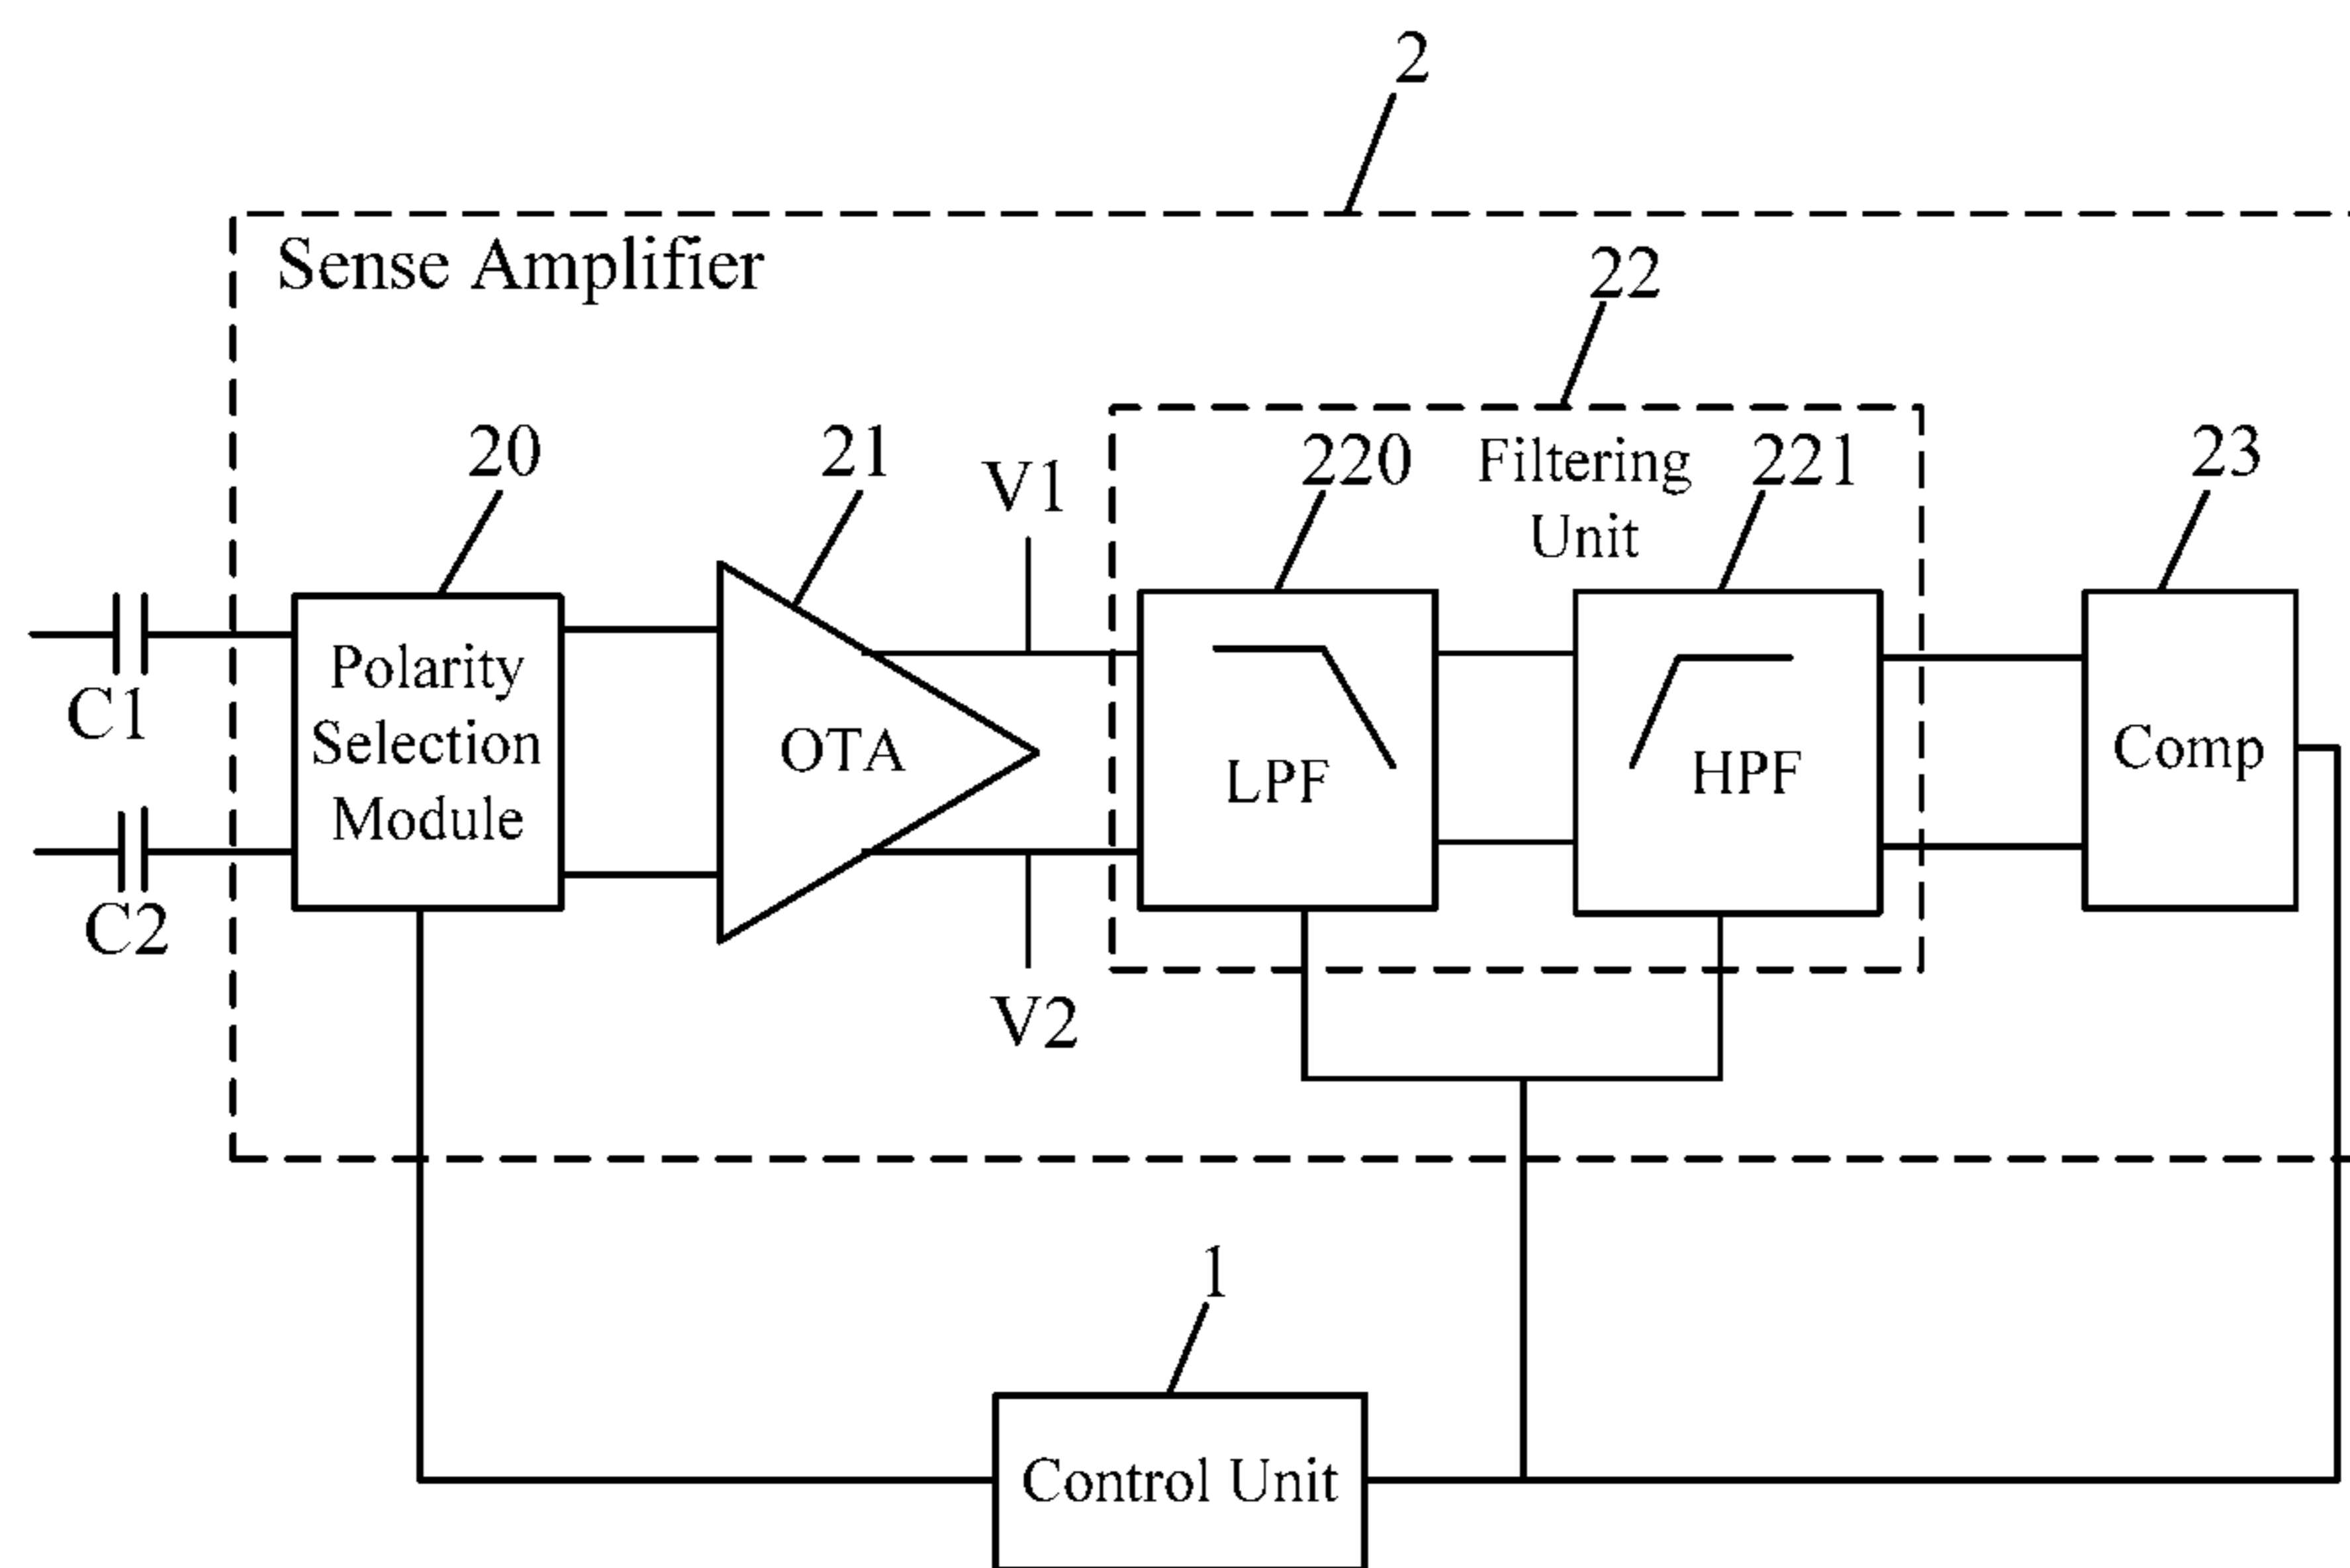 2
Sense Amplifier
22
20
21
V1
220
Filtering
Unit
221
23
C1
C2
Polarity
Selection
Module
OTA
LPF
HPF
Comp
V2
1
Control Unit